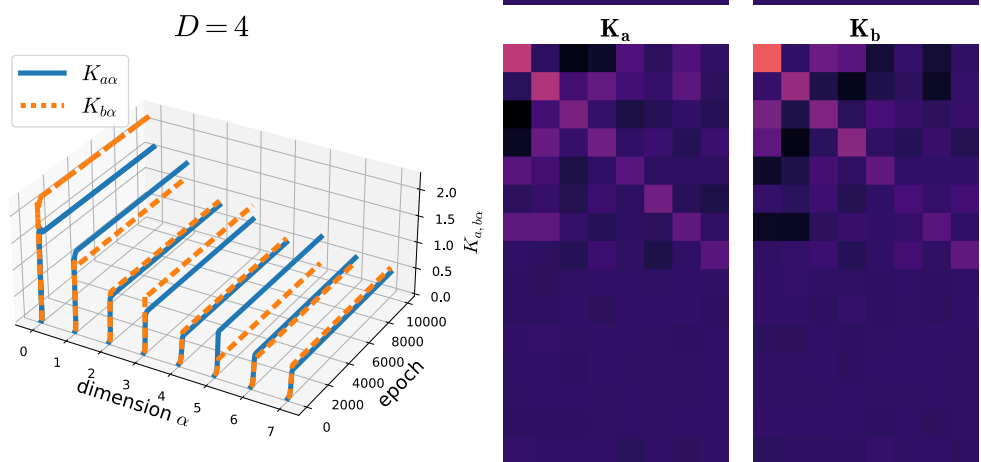 D = 4
K_{aα}
K_{bα}
2.0
1.5
1.0
0.5
0.0
K_{a,bα}
10000
8000
6000
4000
2000
0
epoch
0
1
2
3
4
5
6
7
dimension α
K_a
K_b